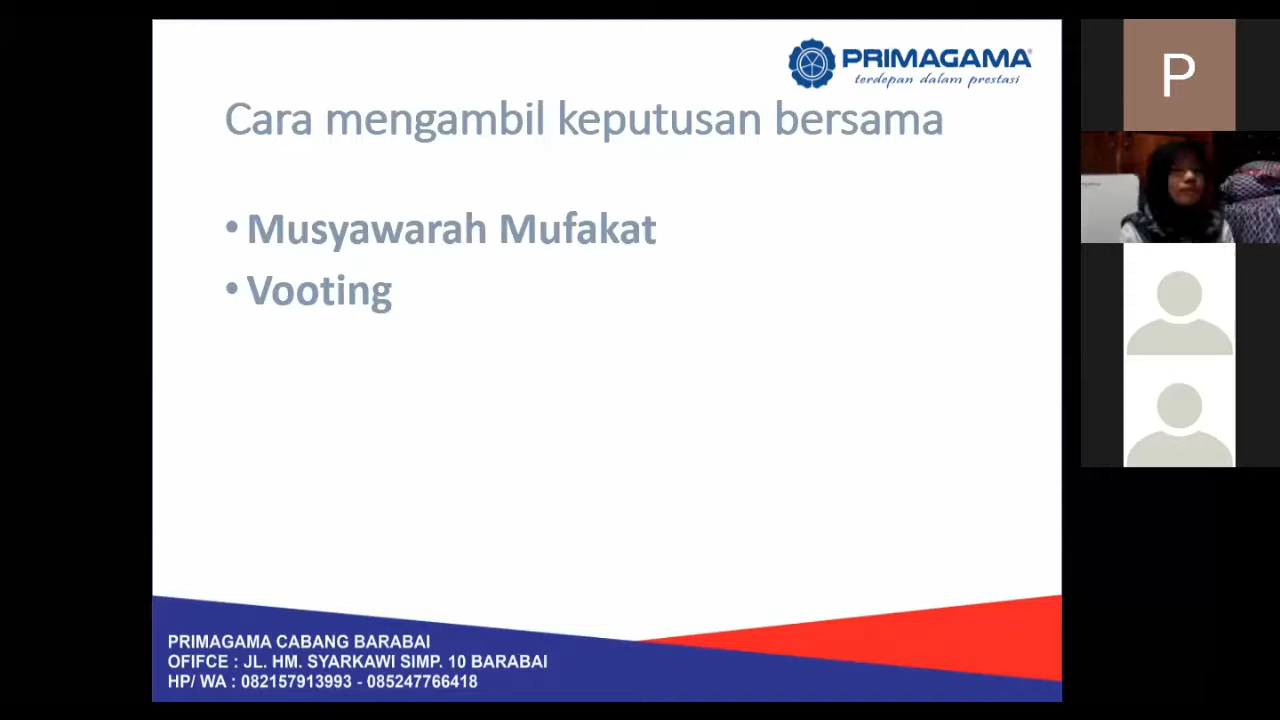 PRIMAGAMA
terdepan dalam prestasi
Cara mengambil keputusan bersama
• Musyawarah Mufakat
• Vooting
PRIMAGAMA CABANG BARABAI
OFIFCE : JL. HM. SYARKAWI SIMP. 10 BARABAI
HP/ WA : 082157913993 - 085247766418
P